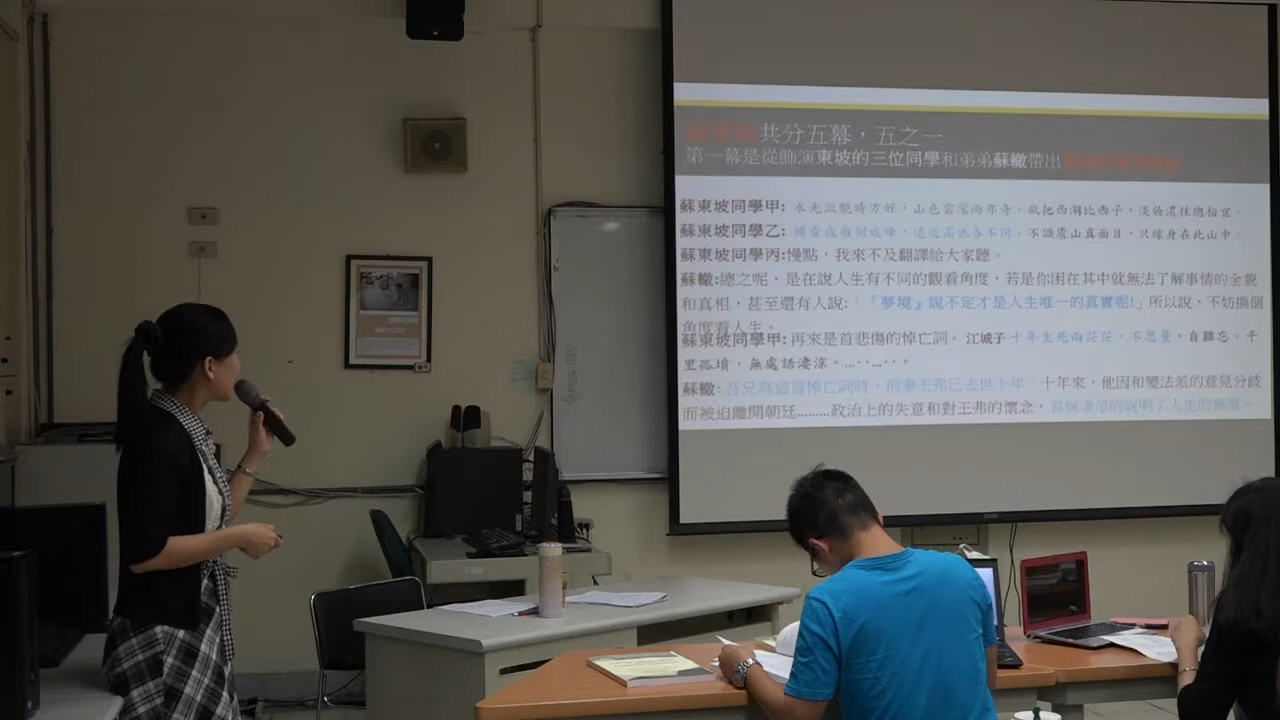 共分五幕，五之一
第一幕是從飾演東坡的三位同學和弟弟蘇轍帶出
蘇東坡同學甲: 水光瀲艷時方好，山色雲濛雨亦奇，欲把西湖比西子，淡妝濃抹總相宜。
蘇東坡同學乙: 橫看成嶺側成峰，遠近高低各不同，不識廬山真面目，只緣身在此山中。
蘇東坡同學丙:慢點，我來不及翻譯給大家聽。
蘇轍:總之呢，是在說人生有不同的觀看角度，若是你困在其中就無法了解事情的全貌
和真相，甚至還有人說:「『夢境』說不定才是人生唯一的真實呢!」所以說，不妨換個
角度看人生。
蘇東坡同學甲:再來是首悲傷的悼亡詞。江城子 十年生死兩茫茫，不思量，自難忘。千
里孤墳，無處話淒涼。
蘇轍: 吾兄寫這首悼亡詞時，前妻王弗已去世十年，十年來，他因和變法派的意見分歧
而被迫離開朝廷………政治上的失意和對王弗的懷念，